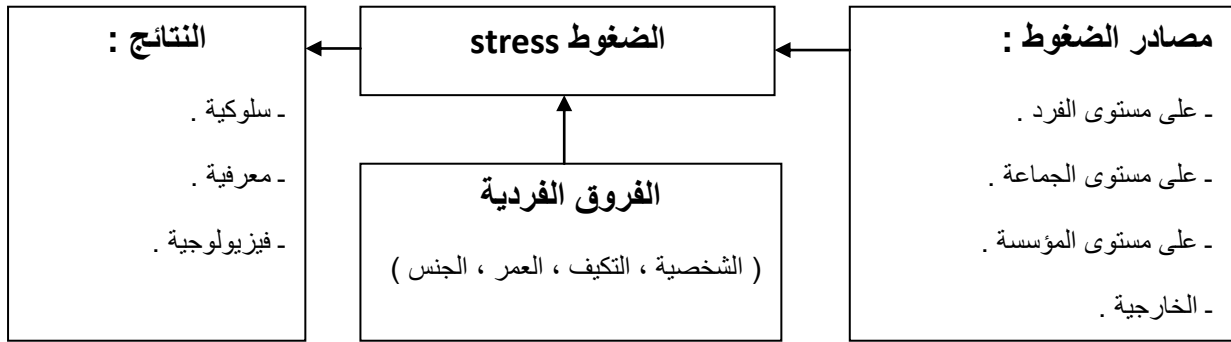 مصادر الضغوط :
ـ على مستوى الفرد .
ـ على مستوى الجماعة .
ـ على مستوى المؤسسة .
ـ الخارجية .
الضغوط stress
الفروق الفردية
( الشخصية ، التكيف ، العمر ، الجنس )
النتائج :
ـ سلوكية .
ـ معرفية .
ـ فيزيولوجية .